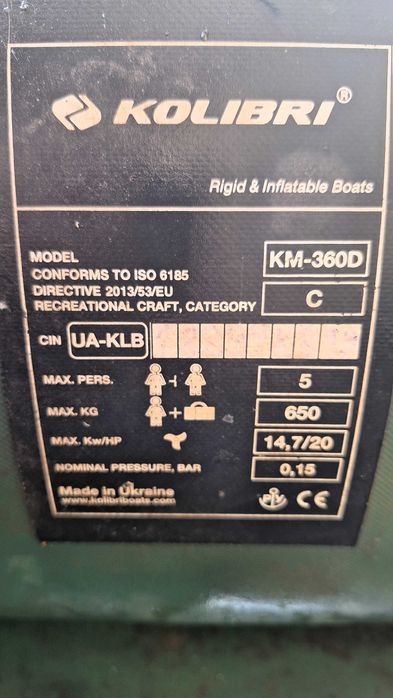 KOLIBRI®
Rigid & Inflatable Boats
MODEL KM-360D
CONFORMS TO ISO 6185
DIRECTIVE 2013/53/EU
RECREATIONAL CRAFT, CATEGORY C
CIN UA-KLB
MAX. PERS. 5
MAX. KG + 650
MAX. Kw/HP 14,7/20
NOMINAL PRESSURE, BAR 0,15
Made in Ukraine
www.kolibriboats.com CE